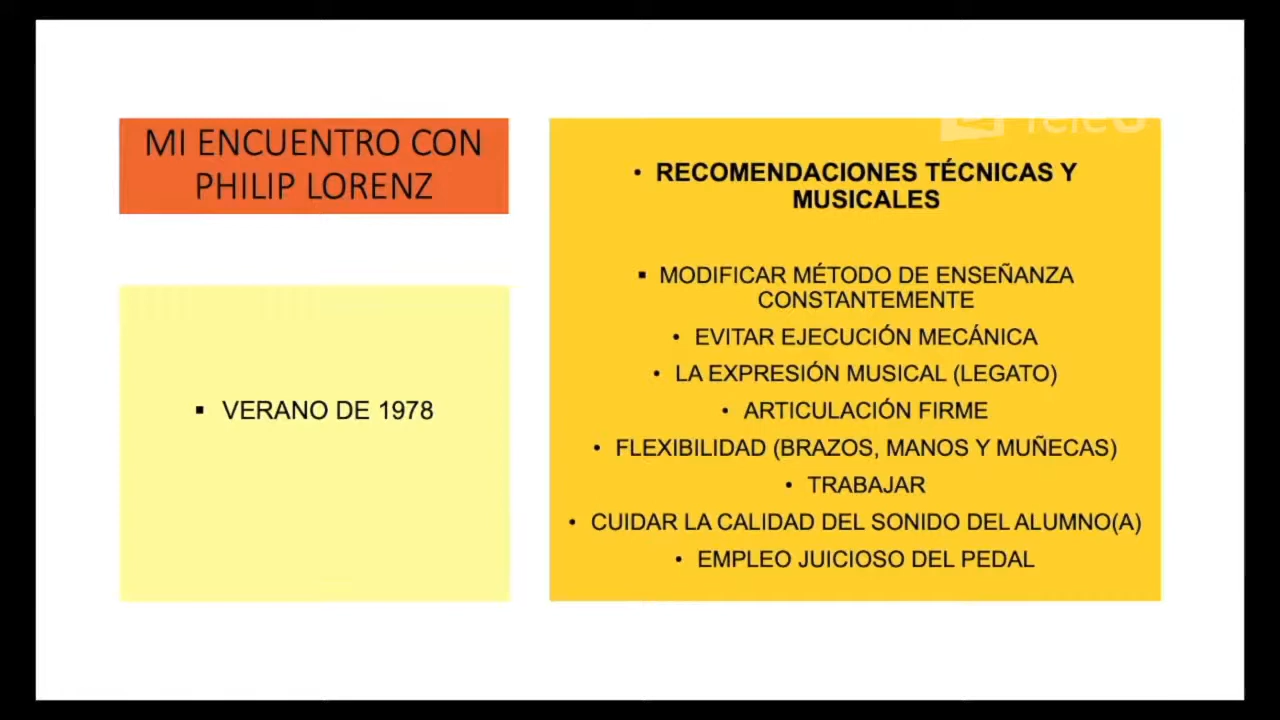 MI ENCUENTRO CON
PHILIP LORENZ
▪ VERANO DE 1978
TeleU
• RECOMENDACIONES TÉCNICAS Y
MUSICALES
▪ MODIFICAR MÉTODO DE ENSEÑANZA
CONSTANTEMENTE
• EVITAR EJECUCIÓN MECÁNICA
• LA EXPRESIÓN MUSICAL (LEGATO)
• ARTICULACIÓN FIRME
• FLEXIBILIDAD (BRAZOS, MANOS Y MUÑECAS)
• TRABAJAR
• CUIDAR LA CALIDAD DEL SONIDO DEL ALUMNO(A)
• EMPLEO JUICIOSO DEL PEDAL